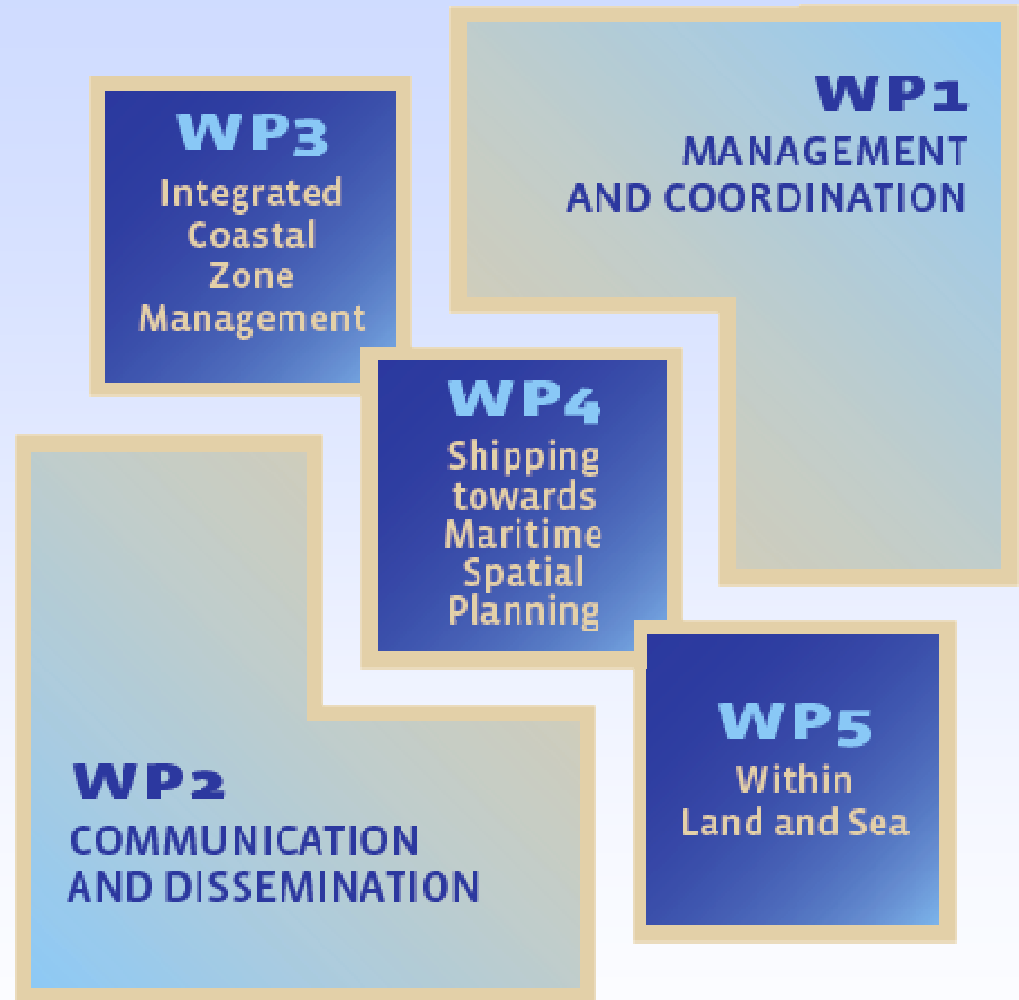 WP1
MANAGEMENT
AND COORDINATION
WP3
Integrated
Coastal
Zone
Management
WP4
Shipping
towards
Maritime
Spatial
Planning
WP5
Within
Land and Sea
WP2
COMMUNICATION
AND DISSEMINATION